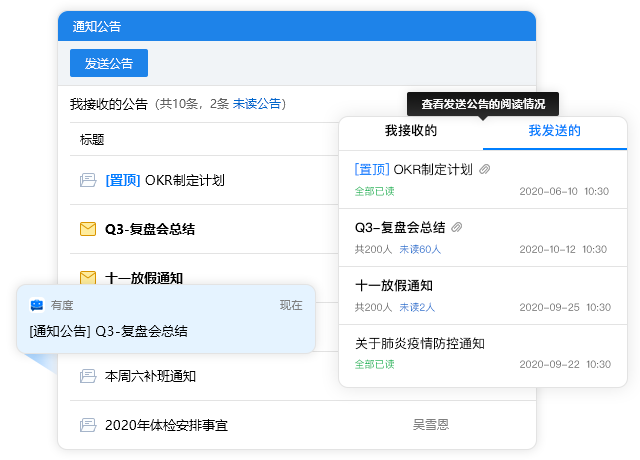 通知公告
发送公告
我接收的公告 (共10条，2条 未读公告)
标题
[置顶] OKR制定计划
Q3-复盘会总结
十一放假通知
本周六补班通知
2020年体检安排事宜 吴雪恩
有度 现在
[通知公告] Q3-复盘会总结
查看发送公告的阅读情况
我接收的 我发送的
[置顶] OKR制定计划
全部已读 2020-06-10 10:30
Q3-复盘会总结
共200人 未读60人 2020-10-12 10:30
十一放假通知
共200人 未读2人 2020-09-25 10:30
关于肺炎疫情防控通知
全部已读 2020-09-22 10:30